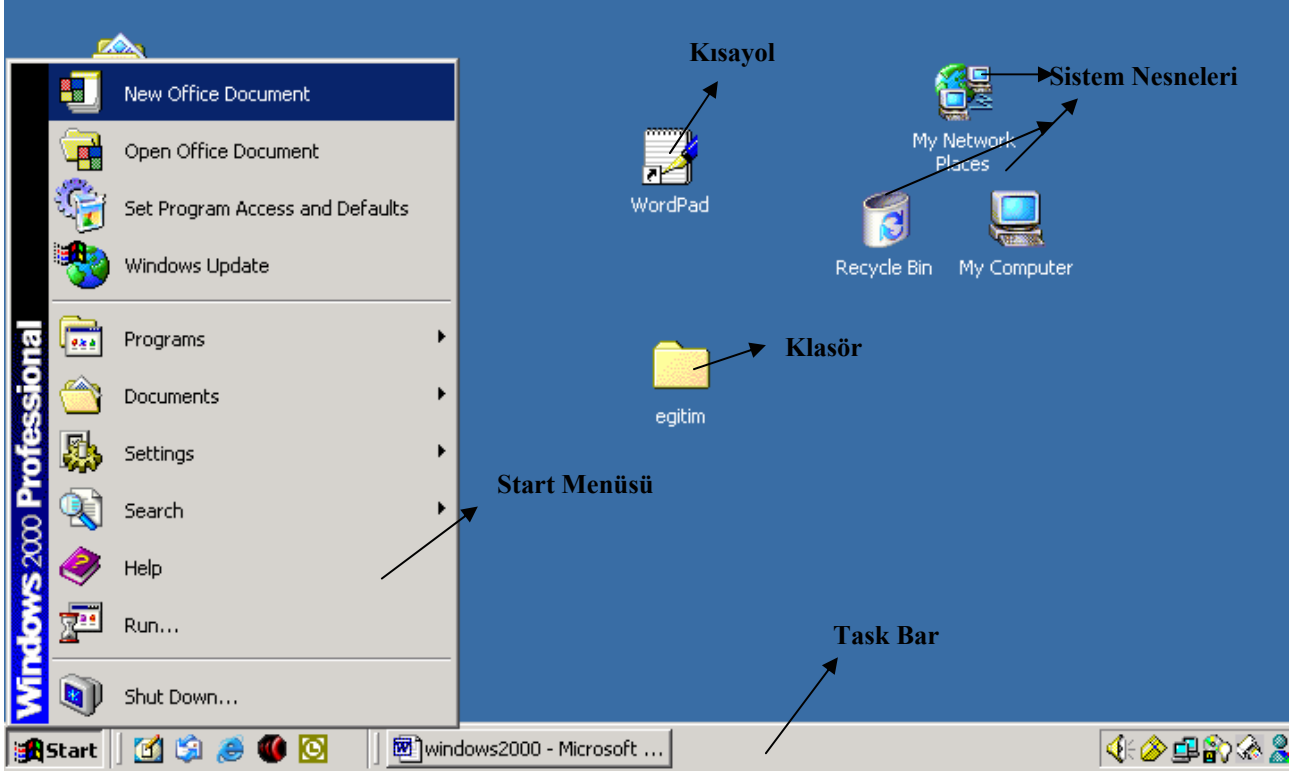 Kısayol
Sistem Nesneleri
New Office Document
Open Office Document
Set Program Access and Defaults
Windows Update
Programs
Documents
Settings
Search
Help
Run...
Shut Down...
Windows 2000 Professional
My Network
Places
WordPad
Recycle Bin
My Computer
Klasör
egitim
Start Menüsü
Task Bar
Start
windows2000 - Microsoft ...